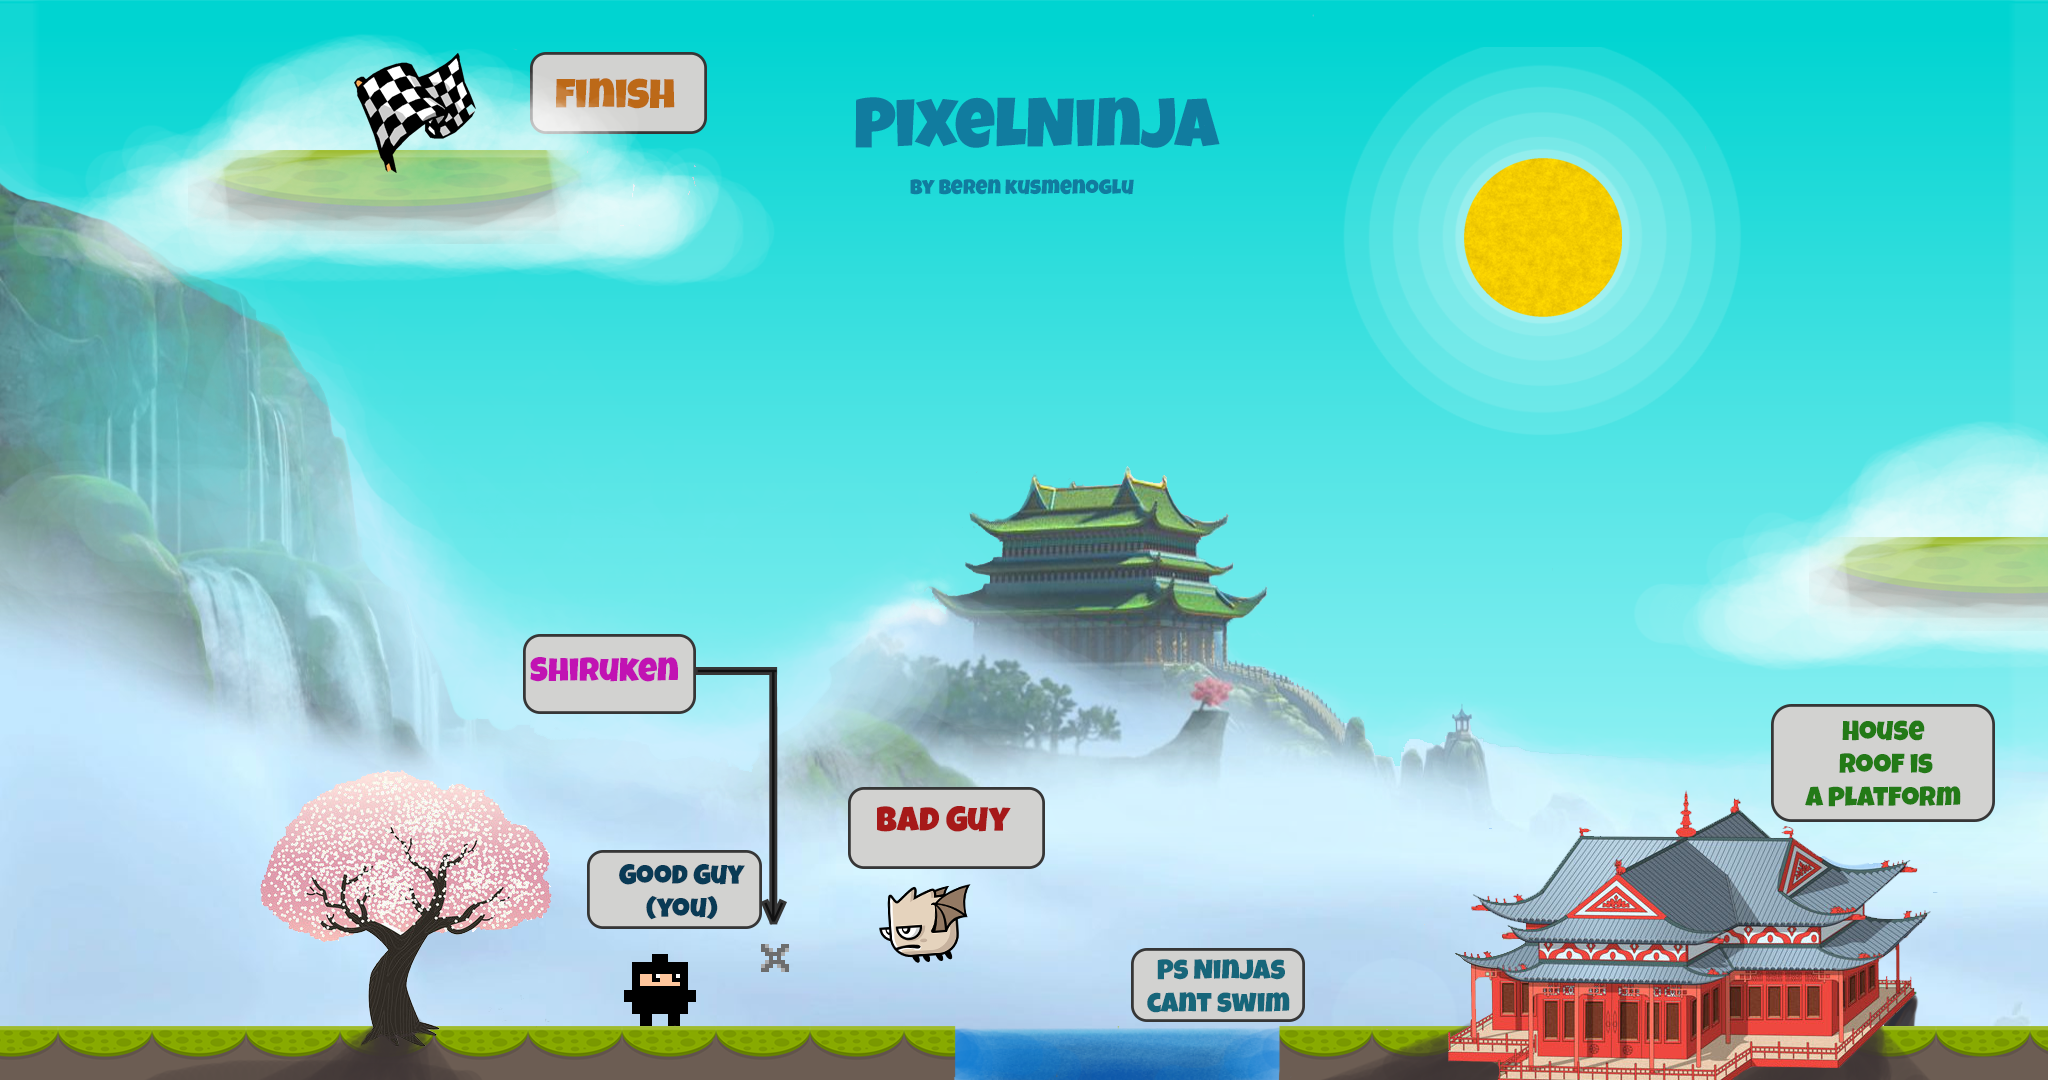 FINISH
PIXELNINJA
BY BEREN KUSMENOGLU
SHIRUKEN
HOUSE
ROOF IS
A PLATFORM
BAD GUY
GOOD GUY
(YOU)
PS NINJAS
CANT SWIM